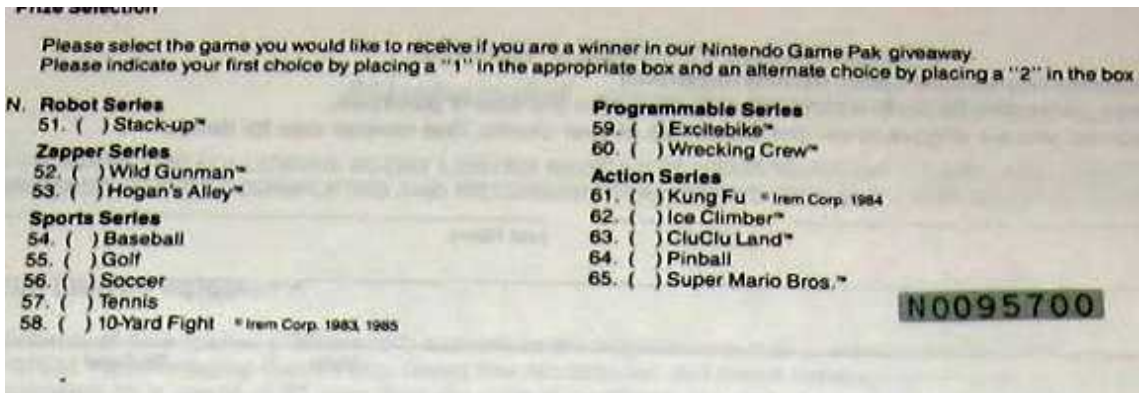 Prize Selection
Please select the game you would like to receive if you are a winner in our Nintendo Game Pak giveaway
Please indicate your first choice by placing a "1" in the appropriate box and an alternate choice by placing a "2" in the box
N. Robot Series
51. ( ) Stack-up™
Zapper Series
52. ( ) Wild Gunman™
53. ( ) Hogan's Alley™
Sports Series
54. ( ) Baseball
55. ( ) Golf
56. ( ) Soccer
57. ( ) Tennis
58. ( ) 10-Yard Fight ©Irem Corp. 1983, 1985
Programmable Series
59. ( ) Excitebike™
60. ( ) Wrecking Crew™
Action Series
61. ( ) Kung Fu ©Irem Corp. 1984
62. ( ) Ice Climber™
63. ( ) CluClu Land™
64. ( ) Pinball
65. ( ) Super Mario Bros.™
N0095700